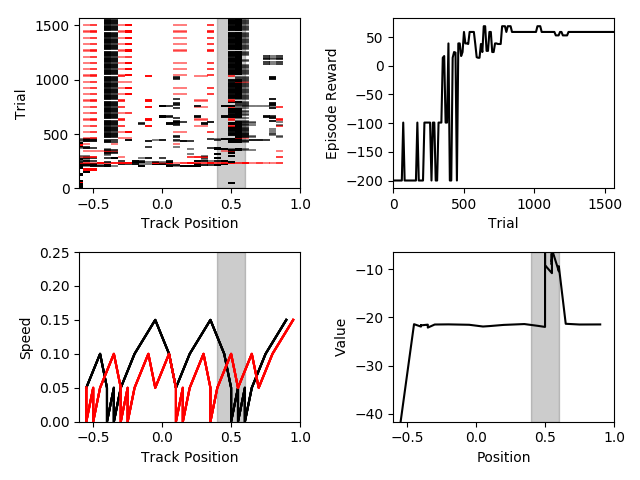 1500
1000
500
0
Trial
−0.5 0.0 0.5 1.0
Track Position
50
0
−50
−100
−150
−200
Episode Reward
0 500 1000 1500
Trial
0.25
0.20
0.15
0.10
0.05
0.00
Speed
−0.5 0.0 0.5 1.0
Track Position
−10
−20
−30
−40
Value
−0.5 0.0 0.5 1.0
Position